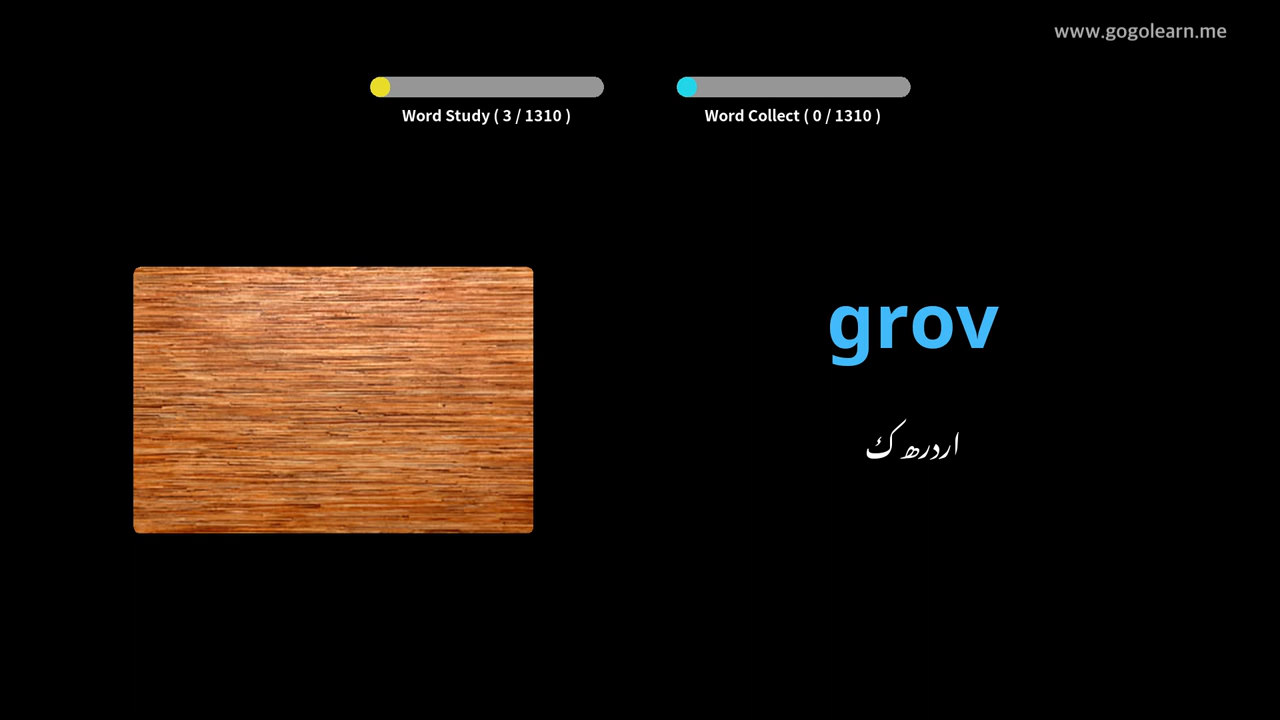 www.gogolearn.me
Word Study ( 3 / 1310 )
Word Collect ( 0 / 1310 )
grov
اردرھ ك